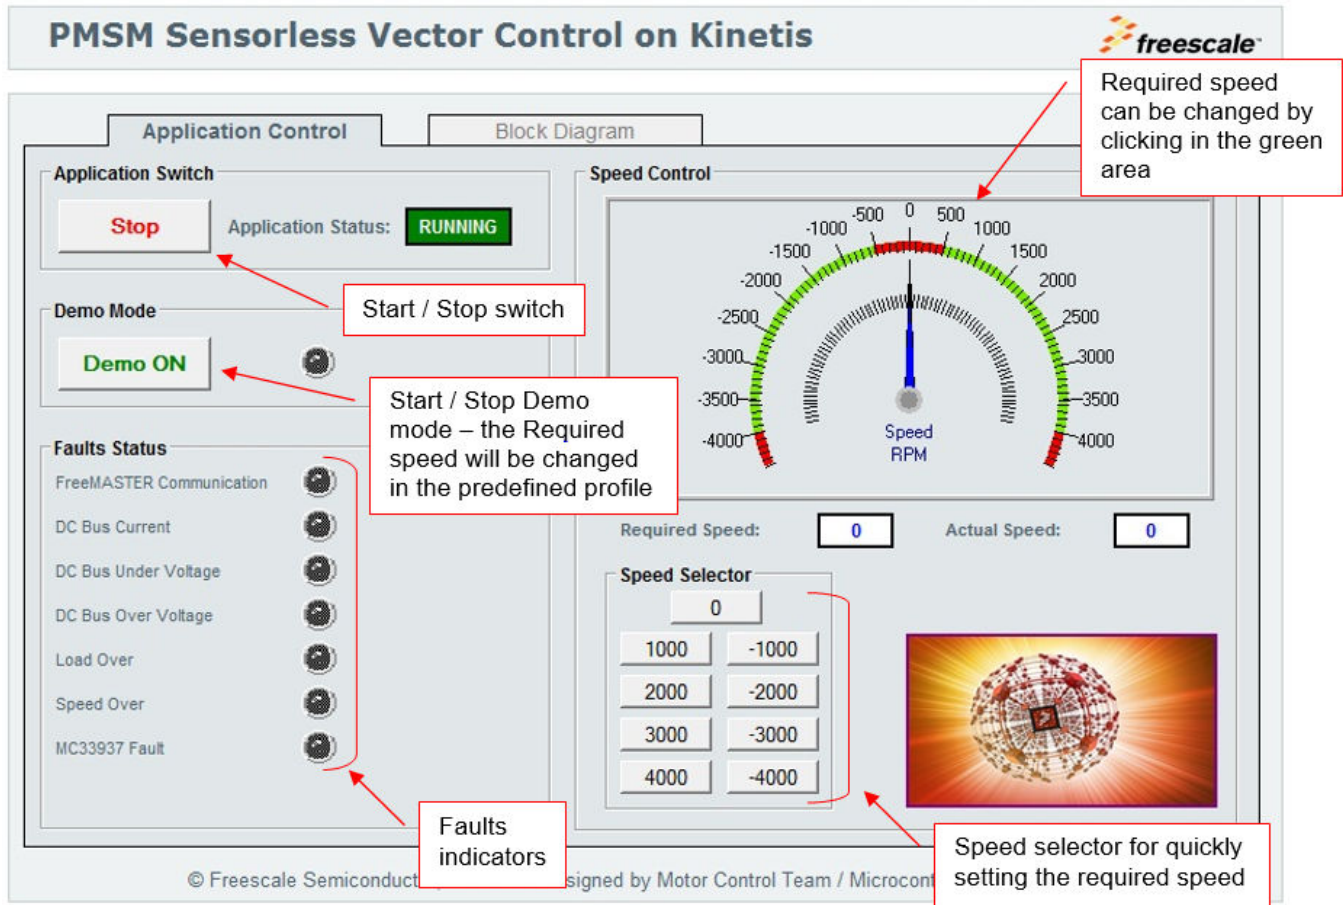 PMSM Sensorless Vector Control on Kinetis
freescale™
Required speed
can be changed by
clicking in the green
area
Application Control
Block Diagram
Application Switch
Stop
Application Status:
RUNNING
Start / Stop switch
Demo Mode
Demo ON
Start / Stop Demo
mode – the Required
speed will be changed
in the predefined profile
Faults Status
FreeMASTER Communication
DC Bus Current
DC Bus Under Voltage
DC Bus Over Voltage
Load Over
Speed Over
MC33937 Fault
Faults
indicators
Speed Control
-4000
-3500
-3000
-2500
-2000
-1500
-1000
-500
0
500
1000
1500
2000
2500
3000
3500
4000
Speed
RPM
Required Speed:
0
Actual Speed:
0
Speed Selector
0
1000 -1000
2000 -2000
3000 -3000
4000 -4000
Speed selector for quickly
setting the required speed
© Freescale by Motor Control Team /